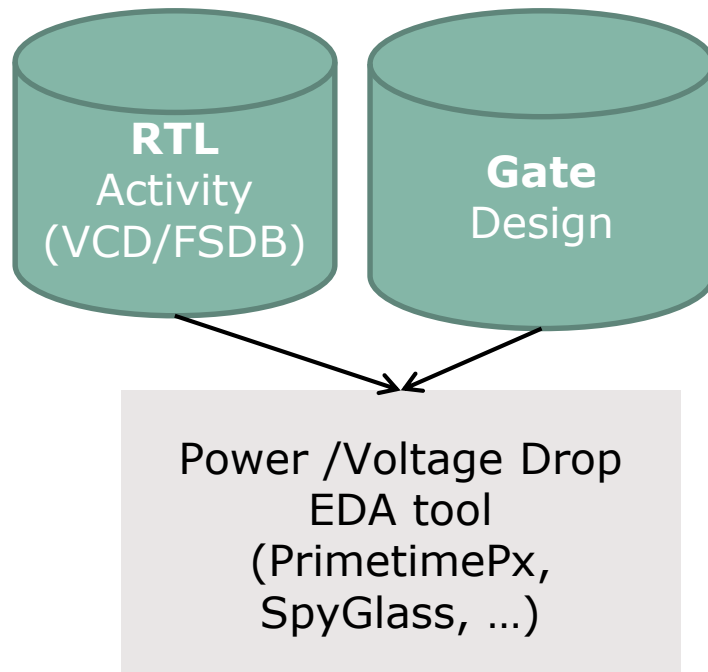 RTL
Activity
(VCD/FSDB)
Gate
Design
Power /Voltage Drop
EDA tool
(PrimetimePx,
SpyGlass, …)